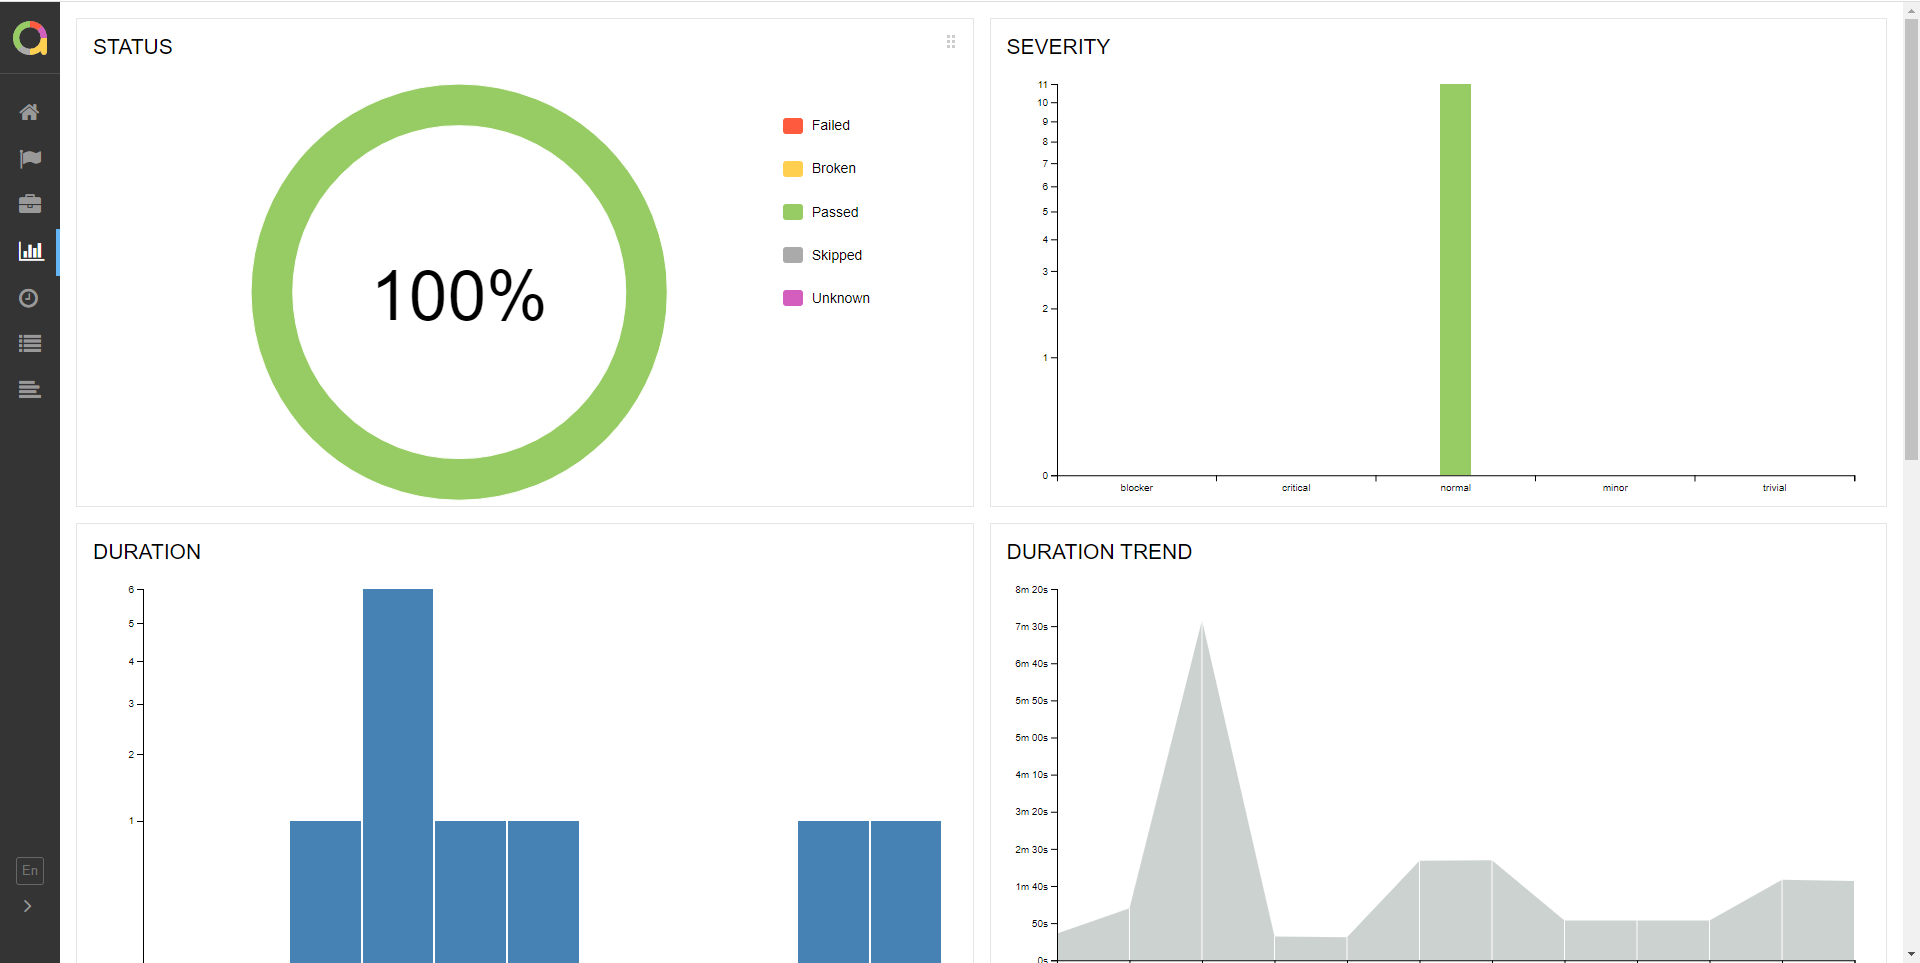 STATUS
100%
Failed
Broken
Passed
Skipped
Unknown
SEVERITY
11
10
9
8
7
6
5
4
3
2
1
0
blocker critical normal minor trivial
DURATION
6
5
4
3
2
1
DURATION TREND
8m 20s
7m 30s
6m 40s
5m 50s
5m 00s
4m 10s
3m 20s
2m 30s
1m 40s
50s
0s
En